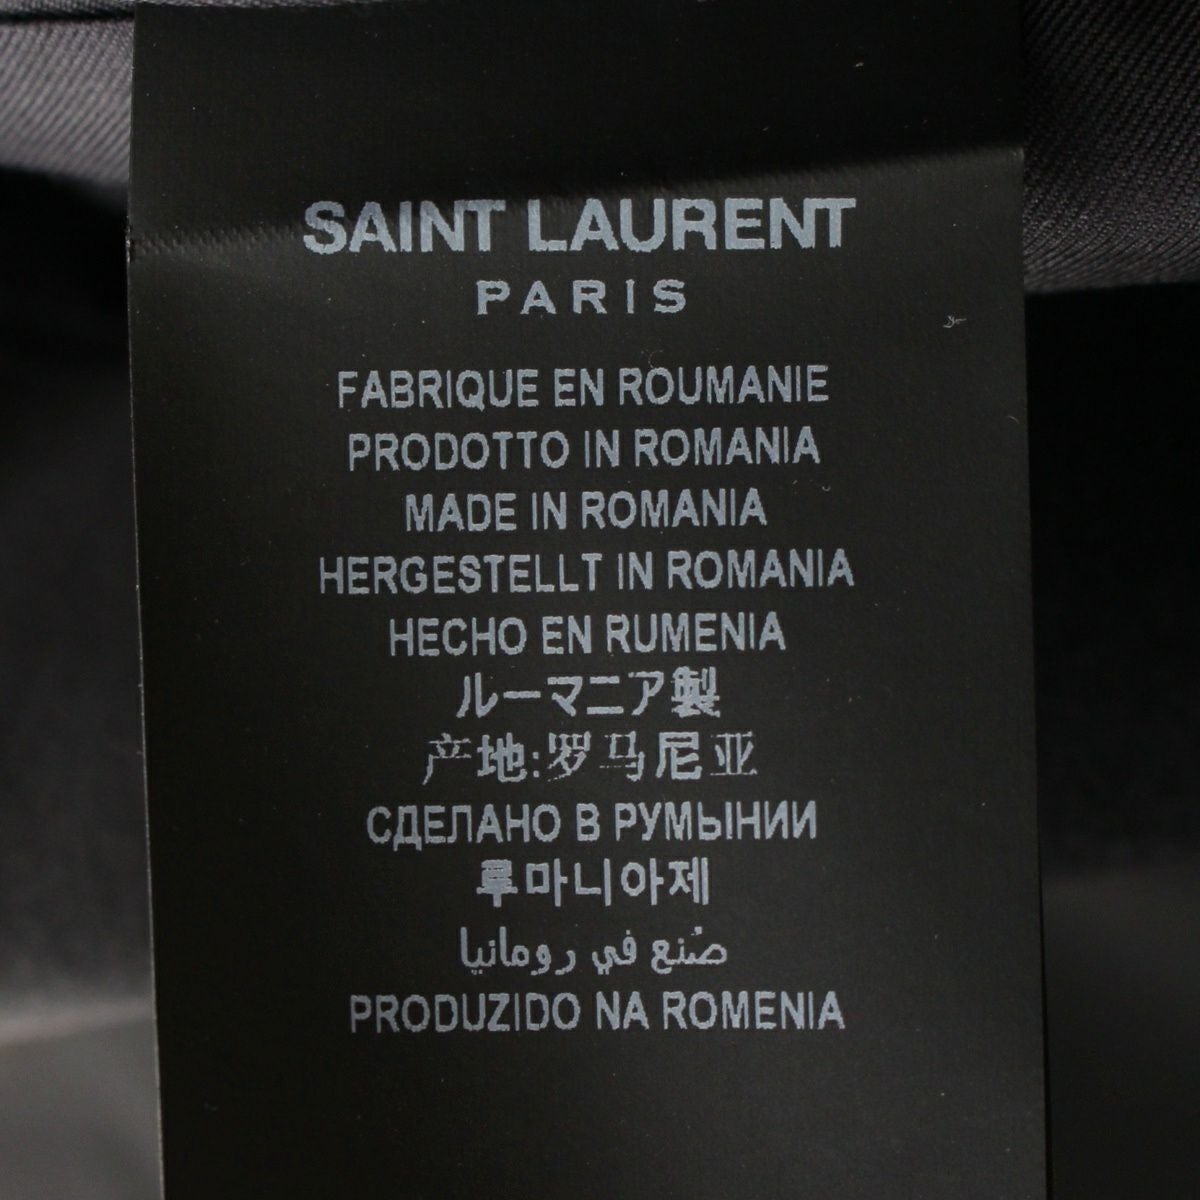 SAINT LAURENT
PARIS
FABRIQUE EN ROUMANIE
PRODOTTO IN ROMANIA
MADE IN ROMANIA
HERGESTELLT IN ROMANIA
HECHO EN RUMENIA
ルーマニア製
产地:罗马尼亚
СДЕЛАНО В РУМЫНИИ
루마니아제
صُنع في رومانيا
PRODUZIDO NA ROMENIA